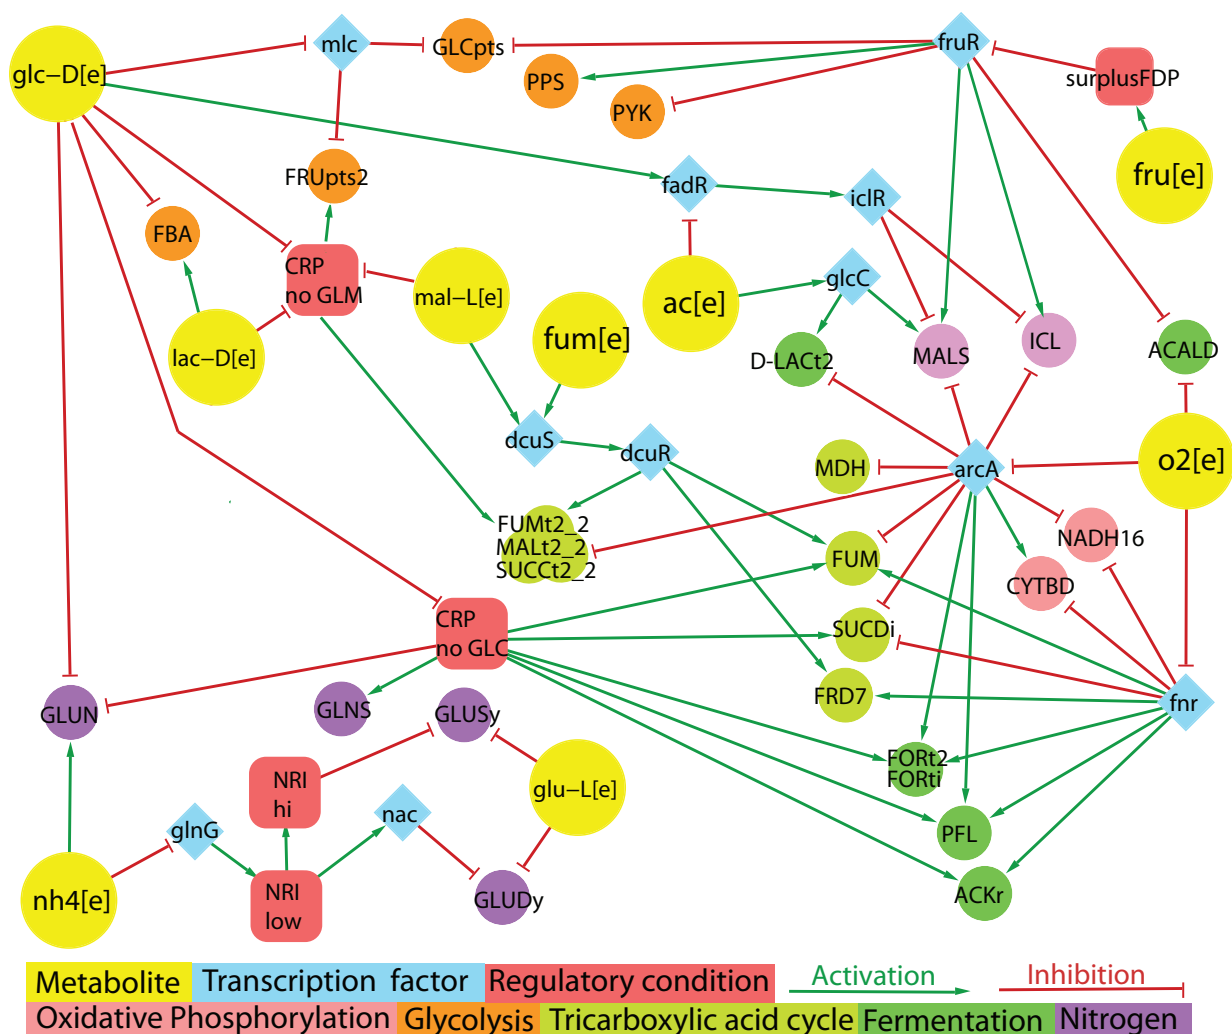 mlc
GLCpts
fruR
glc–D[e]
PPS
surplusFDP
PYK
FRUpts2
fadR
iclR
fru[e]
FBA
CRP
no GLM
mal–L[e]
ac[e]
glcC
lac–D[e]
fum[e]
D-LACt2
MALS
ICL
ACALD
dcuS
dcuR
MDH
arcA
o2[e]
FUMt2_2
MALt2_2
SUCCt2_2
FUM
NADH16
CYTBD
CRP
no GLC
SUCDi
GLUN
GLNS
GLUSy
FRD7
fnr
NRI
hi
glu–L[e]
FORt2
FORti
glnG
nac
PFL
nh4[e]
NRI
low
GLUDy
ACKr
Metabolite
Transcription factor
Regulatory condition
Activation
Inhibition
Oxidative Phosphorylation
Glycolysis
Tricarboxylic acid cycle
Fermentation
Nitrogen